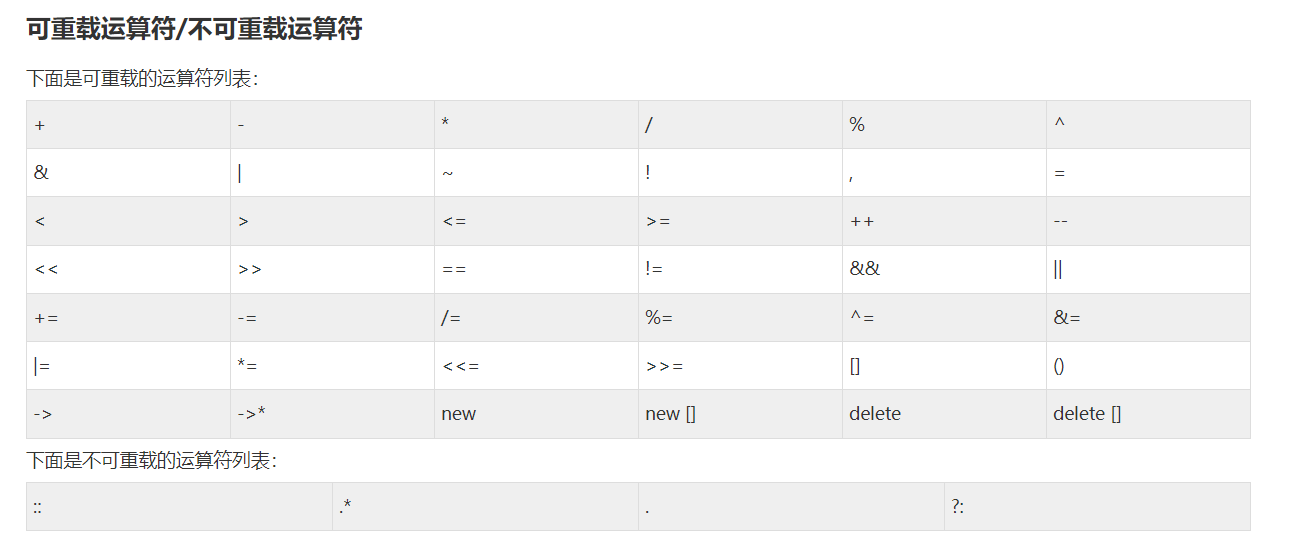 可重载运算符/不可重载运算符
下面是可重载的运算符列表：
+ - * / % ^
& | ~ ! , =
< > <= >= ++ --
<< >> == != && ||
+= -= /= %= ^= &=
|= *= <<= >>= [] ()
-> ->* new new [] delete delete []
下面是不可重载的运算符列表：
:: .* . ?: